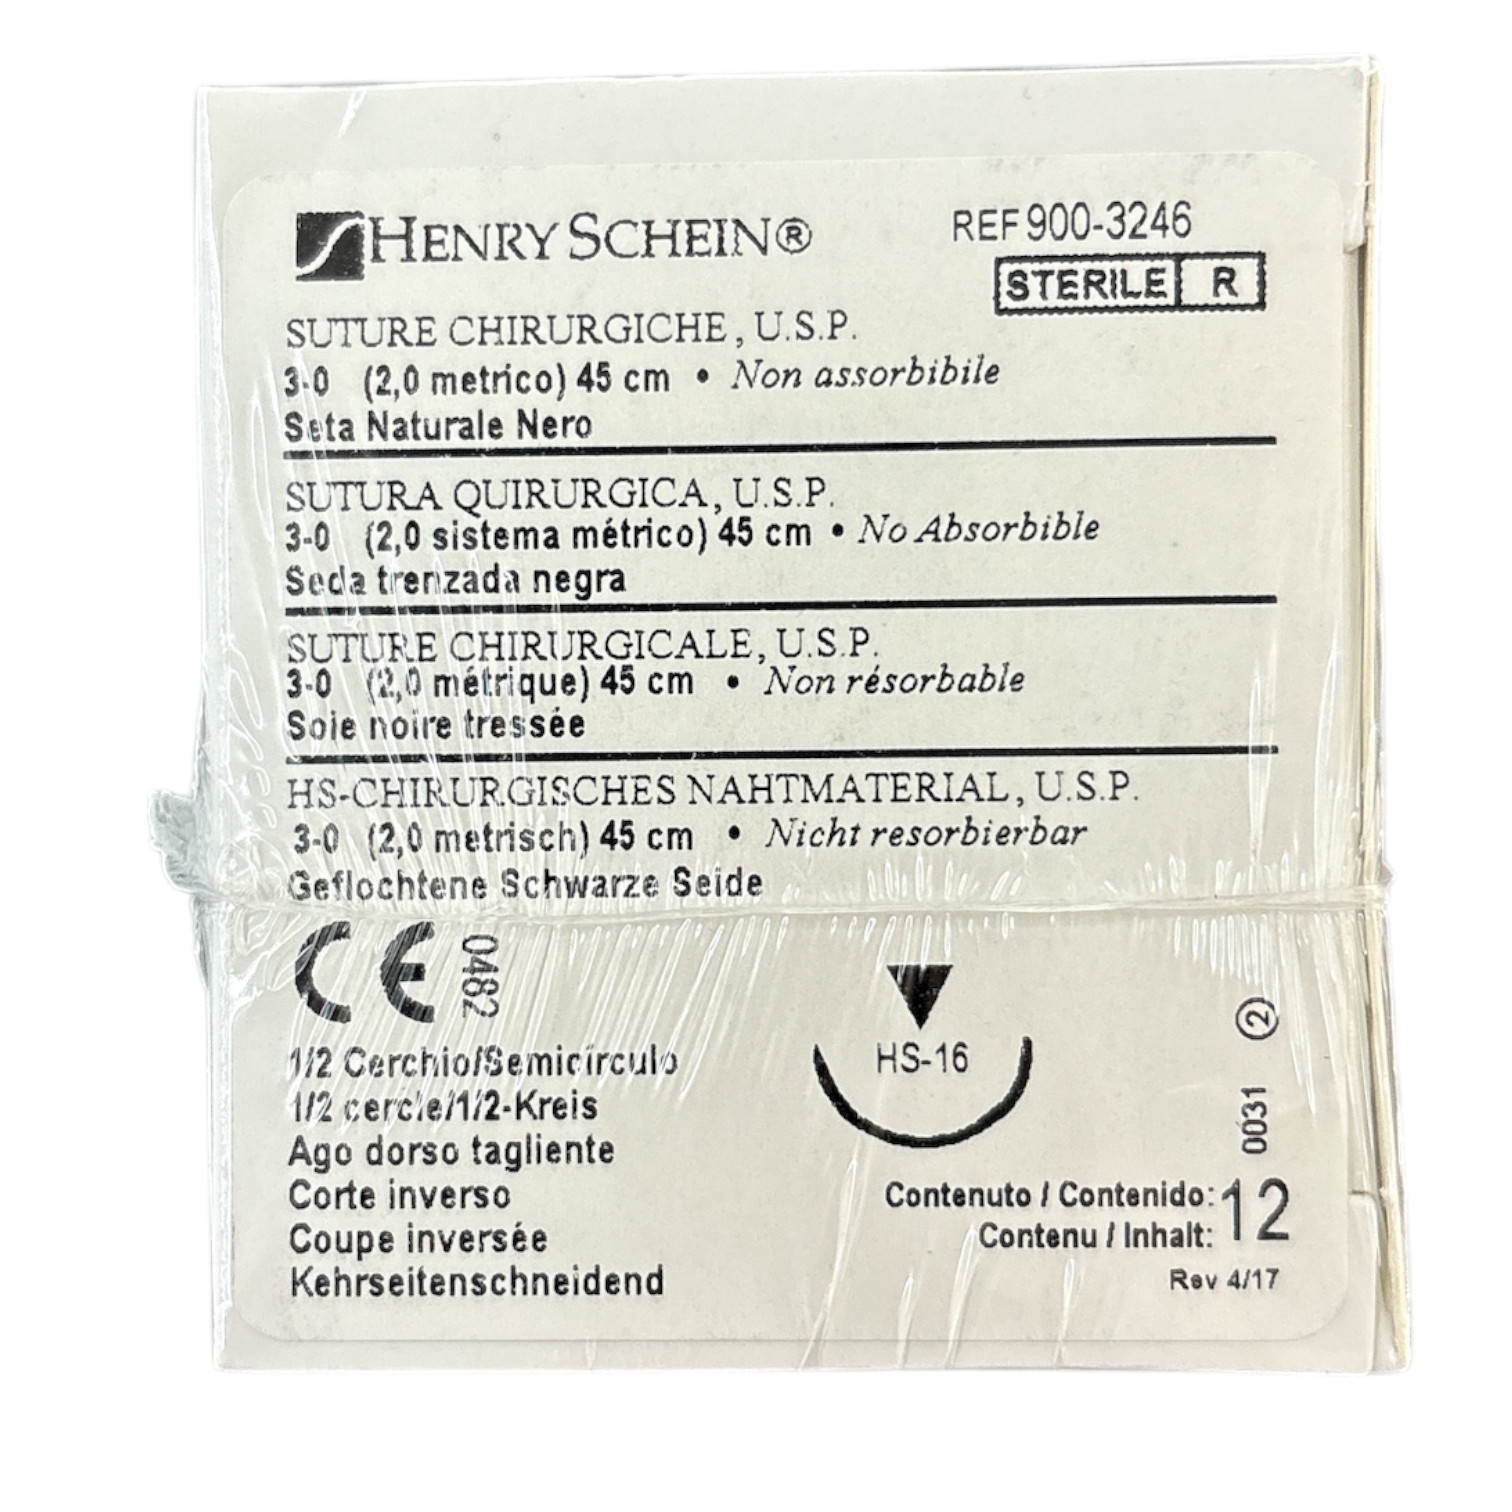 HENRY SCHEIN®
REF 900-3246
STERILE R
SUTURE CHIRURGICHE, U.S.P.
3-0 (2,0 metrico) 45 cm • Non assorbibile
Seta Naturale Nero
SUTURA QUIRURGICA, U.S.P.
3-0 (2,0 sistema métrico) 45 cm • No Absorbible
Seda trenzada negra
SUTURE CHIRURGICALE, U.S.P.
3-0 (2,0 métrique) 45 cm • Non résorbable
Soie noire tressée
HS-CHIRURGISCHES NAHTMATERIAL, U.S.P.
3-0 (2,0 metrisch) 45 cm • Nicht resorbierbar
Geflochtene Schwarze Seide
CE 0482
1/2 Cerchio/Semicírculo
1/2 cercle/1/2-Kreis
Ago dorso tagliente
Corte inverso
Coupe inversée
Kehrseitenschneidend
HS-16
0031 2
Contenuto / Contenido: 12
Contenu / Inhalt:
Rev 4/17